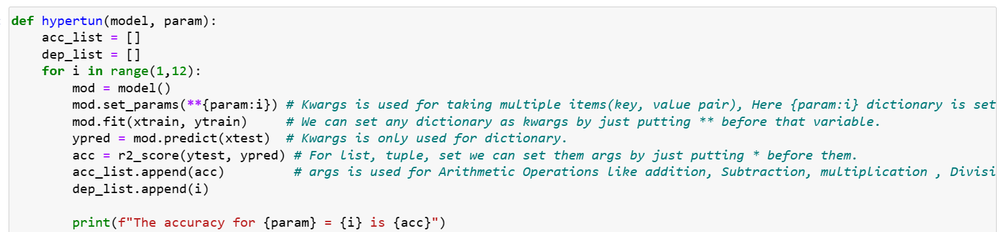 def hypertun(model, param):
    acc_list = []
    dep_list = []
    for i in range(1,12):
        mod = model()
        mod.set_params(**{param:i}) # Kwargs is used for taking multiple items(key, value pair), Here {param:i} dictionary is set
        mod.fit(xtrain, ytrain)     # We can set any dictionary as kwargs by just putting ** before that variable.
        ypred = mod.predict(xtest)  # Kwargs is only used for dictionary.
        acc = r2_score(ytest, ypred) # For list, tuple, set we can set them args by just putting * before them.
        acc_list.append(acc)         # args is used for Arithmetic Operations like addition, Subtraction, multiplication , Divisi
        dep_list.append(i)
        print(f"The accuracy for {param} = {i} is {acc}")